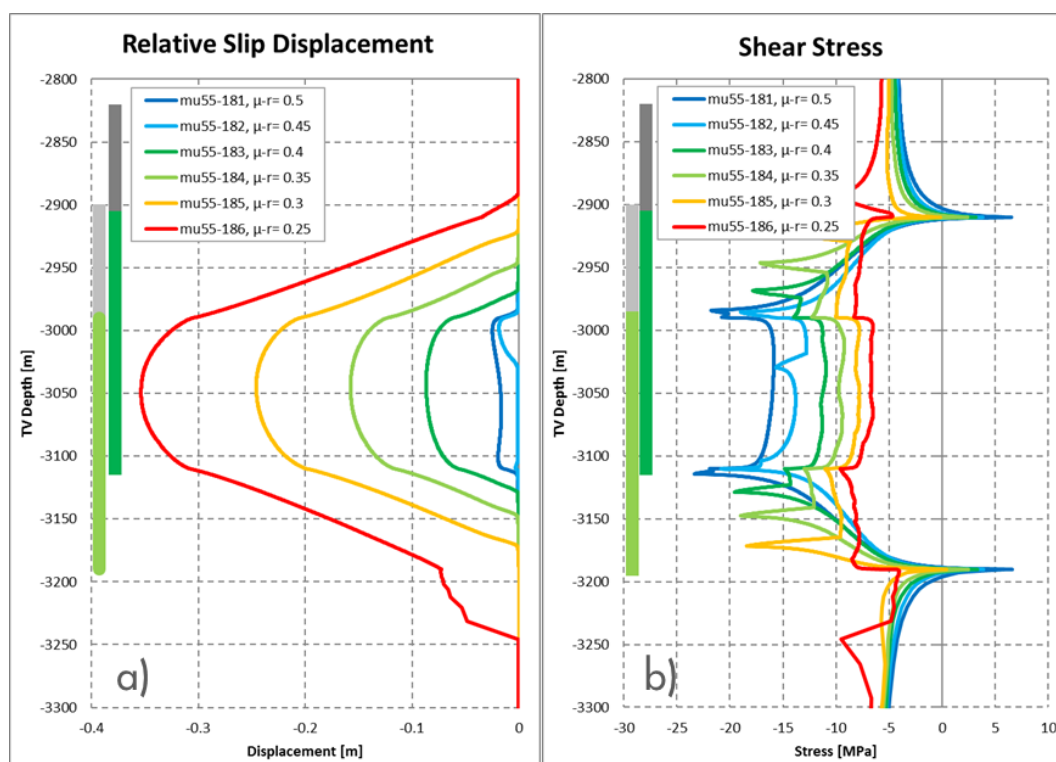 Relative Slip Displacement
-2800
-2850
-2900
-2950
-3000
-3050
-3100
-3150
-3200
-3250
-3300
TV Depth [m]
mu55-181, μ-r= 0.5
mu55-182, μ-r= 0.45
mu55-183, μ-r= 0.4
mu55-184, μ-r= 0.35
mu55-185, μ-r= 0.3
mu55-186, μ-r= 0.25
a)
-0.4
-0.3
-0.2
-0.1
0
Displacement [m]
Shear Stress
-2800
-2850
-2900
-2950
-3000
-3050
-3100
-3150
-3200
-3250
-3300
TV Depth [m]
mu55-181, μ-r= 0.5
mu55-182, μ-r= 0.45
mu55-183, μ-r= 0.4
mu55-184, μ-r= 0.35
mu55-185, μ-r= 0.3
mu55-186, μ-r= 0.25
b)
-30
-25
-20
-15
-10
-5
0
5
10
Stress [MPa]